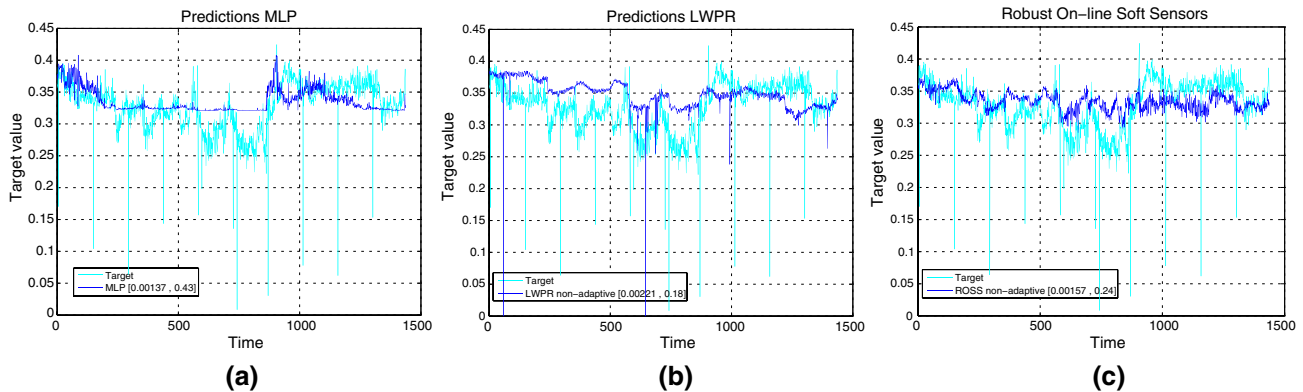 Predictions MLP
Target value
0.45
0.4
0.35
0.3
0.25
0.2
0.15
0.1
0.05
0
Target
MLP [0.00137 , 0.43]
0
500
1000
1500
Time
(a)
Predictions LWPR
Target value
0.45
0.4
0.35
0.3
0.25
0.2
0.15
0.1
0.05
0
Target
LWPR non-adaptive [0.00221 , 0.18]
0
500
1000
1500
Time
(b)
Robust On-line Soft Sensors
Target value
0.45
0.4
0.35
0.3
0.25
0.2
0.15
0.1
0.05
0
Target
ROSS non-adaptive [0.00157 , 0.24]
0
500
1000
1500
Time
(c)